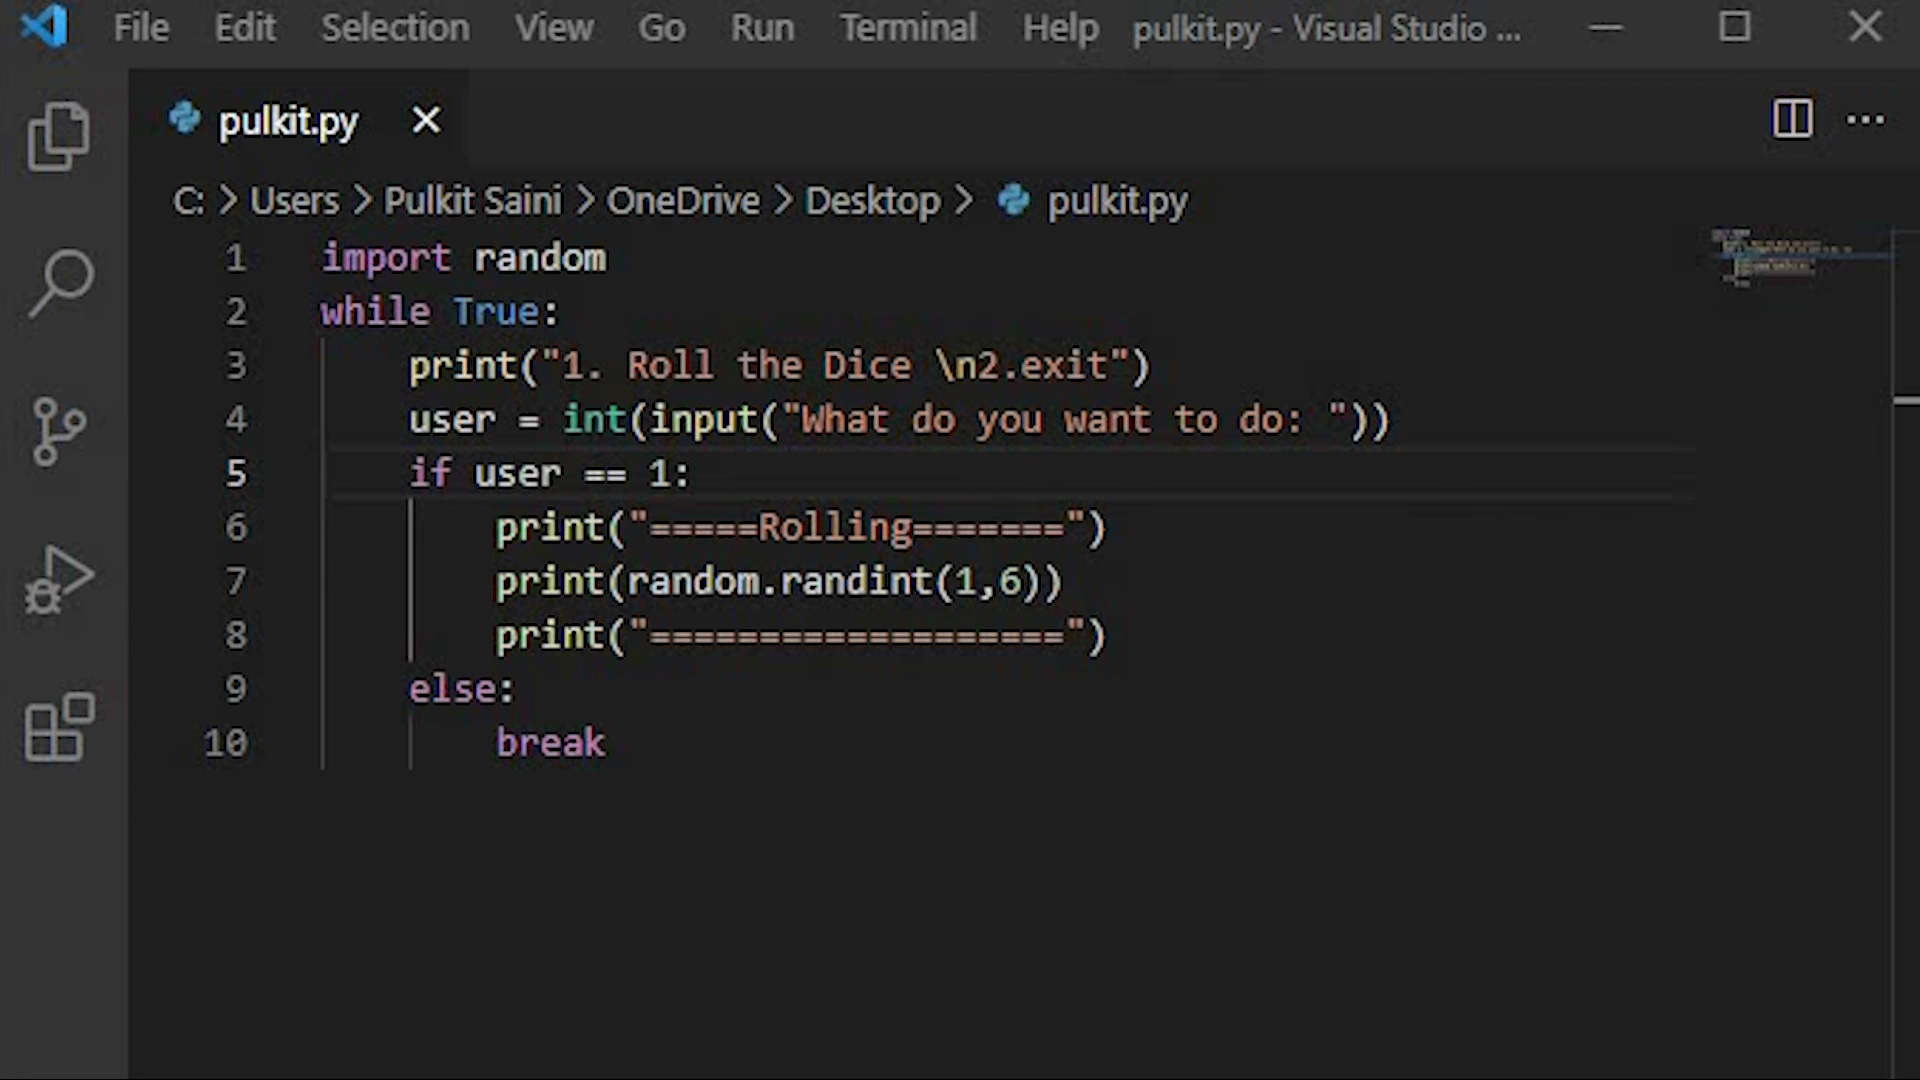 File Edit Selection View Go Run Terminal Help pulkit.py - Visual Studio ...
pulkit.py
C: > Users > Pulkit Saini > OneDrive > Desktop > pulkit.py
1 import random
2 while True:
3     print("1. Roll the Dice \n2.exit")
4     user = int(input("What do you want to do: "))
5     if user == 1:
6         print("=====Rolling=======")
7         print(random.randint(1,6))
8         print("===================")
9     else:
10         break